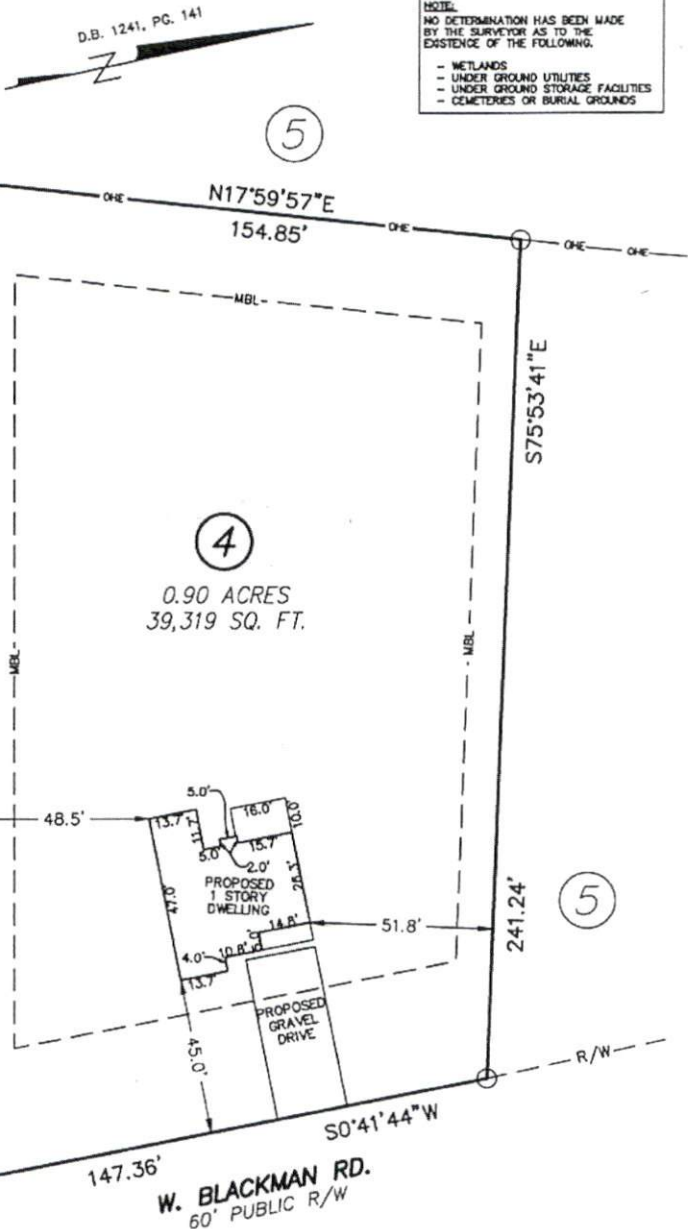 D.B. 1241, PG. 141
NOTE:
NO DETERMINATION HAS BEEN MADE
BY THE SURVEYOR AS TO THE
EXISTENCE OF THE FOLLOWING.
- WETLANDS
- UNDER GROUND UTILITIES
- UNDER GROUND STORAGE FACILITIES
- CEMETERIES OR BURIAL GROUNDS
5
OHE
N17°59'57"E
154.85'
OHE
OHE
OHE
MBL
S75°53'41"E
4
0.90 ACRES
39,319 SQ. FT.
MBL
MBL
48.5'
5.0'
13.7'
11.7'
16.0'
10.0'
5.0'
15.7'
2.0'
47.0'
PROPOSED
1 STORY
DWELLING
26.3'
14.8'
51.8'
241.24'
5
4.0'
10.8'
13.7'
PROPOSED
GRAVEL
DRIVE
45.0'
R/W
S0°41'44"W
147.36'
W. BLACKMAN RD.
60' PUBLIC R/W